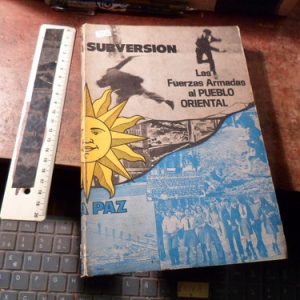 SUBVERSION
Las
Fuerzas Armadas
al PUEBLO
ORIENTAL
PAZ